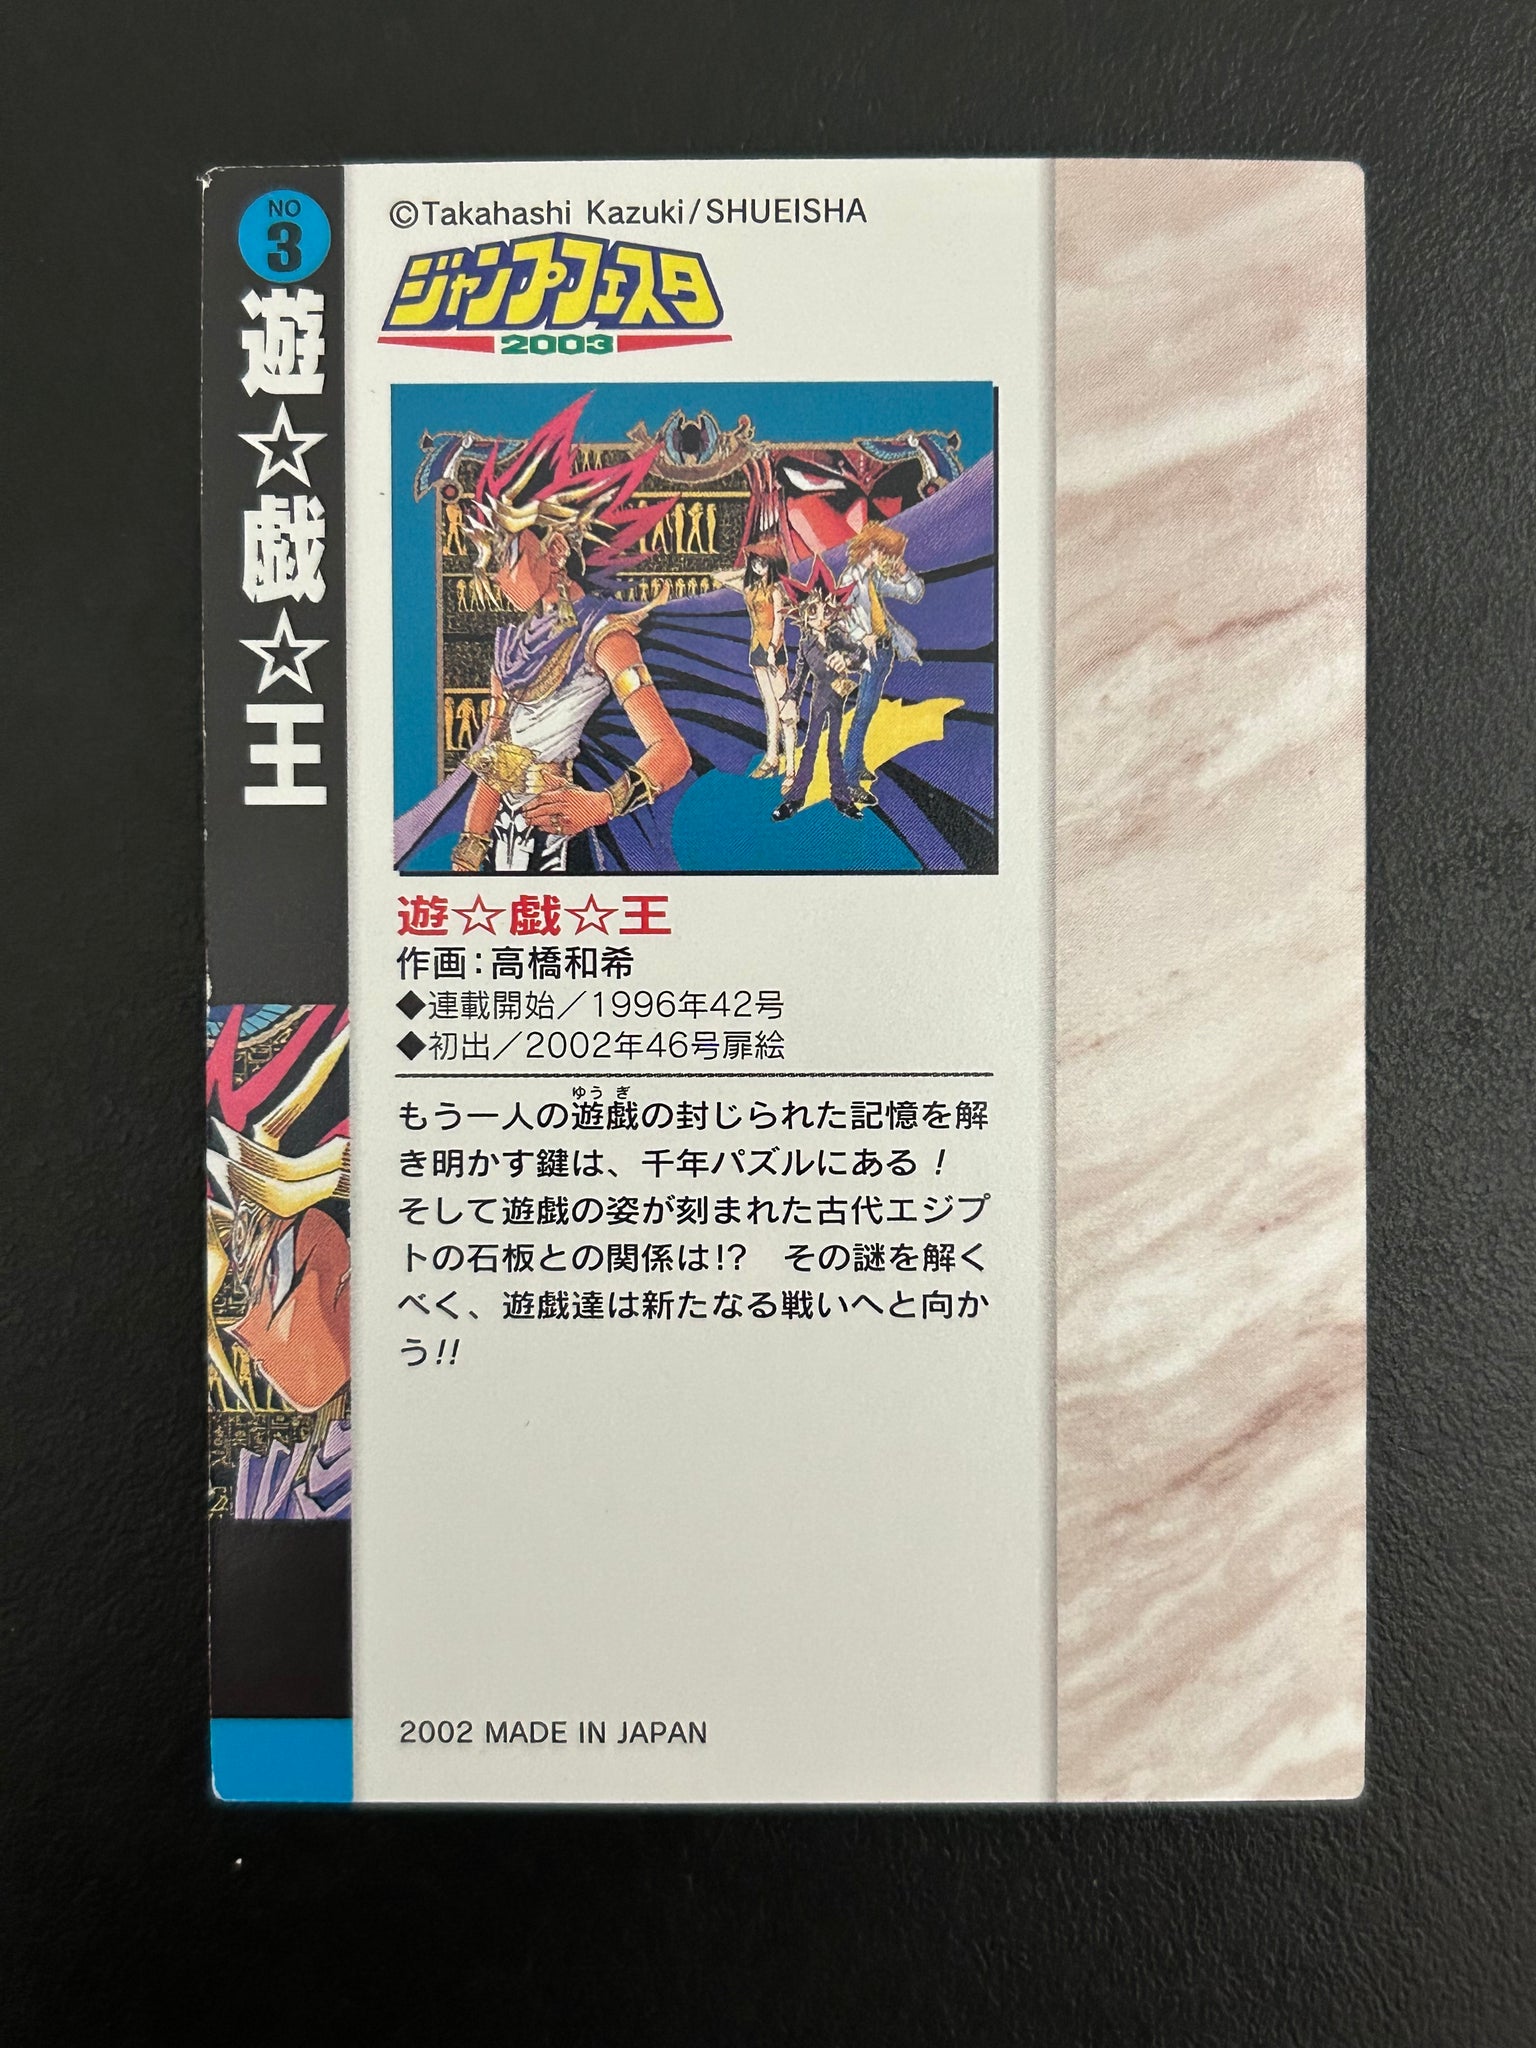 NO
3
遊☆戯☆王
©Takahashi Kazuki/SHUEISHA
ジャンプフェスタ
2003
遊☆戯☆王
作画:高橋和希
◆連載開始/1996年42号
◆初出/2002年46号扉絵
ゆうぎ
もう一人の遊戯の封じられた記憶を解
き明かす鍵は、千年パズルにある!
そして遊戯の姿が刻まれた古代エジプ
トの石板との関係は!? その謎を解く
べく、遊戯達は新たなる戦いへと向か
う!!
2002 MADE IN JAPAN